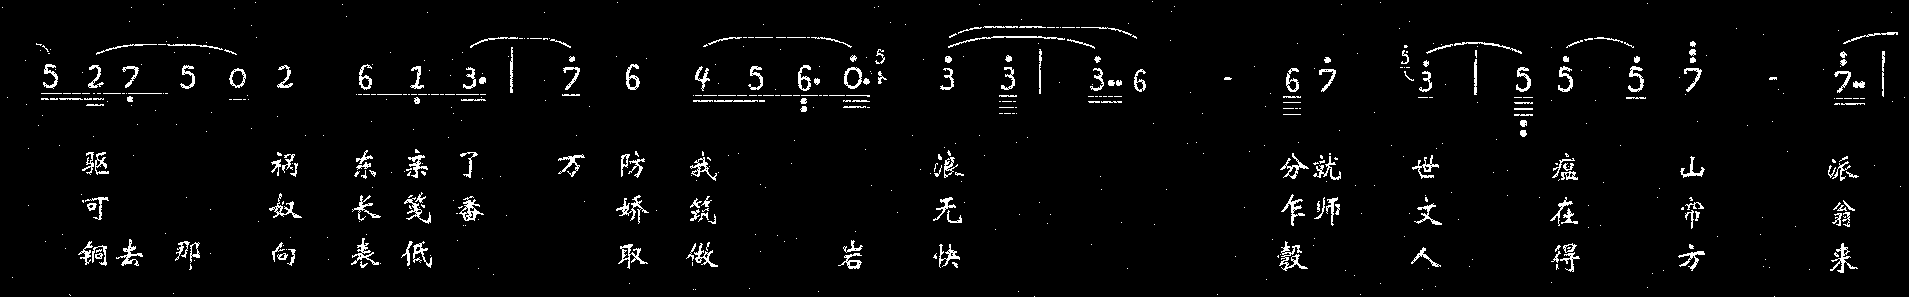 5 2 7 5 0 2 6 1 3· | 7 6 4 5 6· 0· 5 3 3 | 3·· 6 - 6 7 5 3 | 5 5 5 7 - 7·· |
驱 祸 东 亲 了 万 防 我 浪 分 就 世 瘟 山 派
可 奴 长 笺 番 娇 筑 无 乍 师 文 在 帝 翁
铜 去 那 向 表 低 取 做 岩 快 毂 人 得 方 来